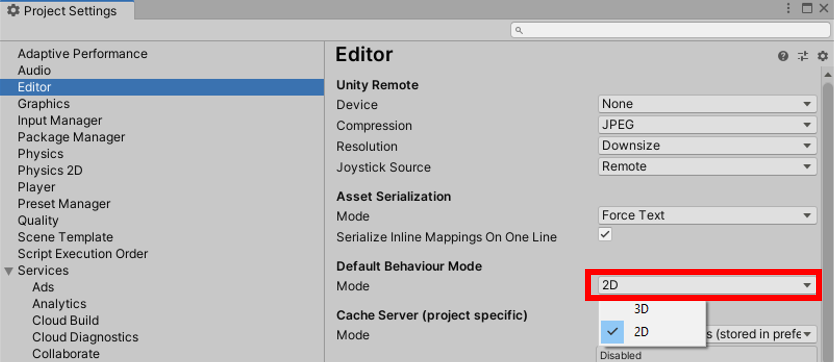 Project Settings
Adaptive Performance
Audio
Editor
Graphics
Input Manager
Package Manager
Physics
Physics 2D
Player
Preset Manager
Quality
Scene Template
Script Execution Order
Services
Ads
Analytics
Cloud Build
Cloud Diagnostics
Collaborate
Editor
Unity Remote
Device None
Compression JPEG
Resolution Downsize
Joystick Source Remote
Asset Serialization
Mode Force Text
Serialize Inline Mappings On One Line
Default Behaviour Mode
Mode 2D
3D
2D
Cache Server (project specific)
Mode (stored in prefe
Disabled